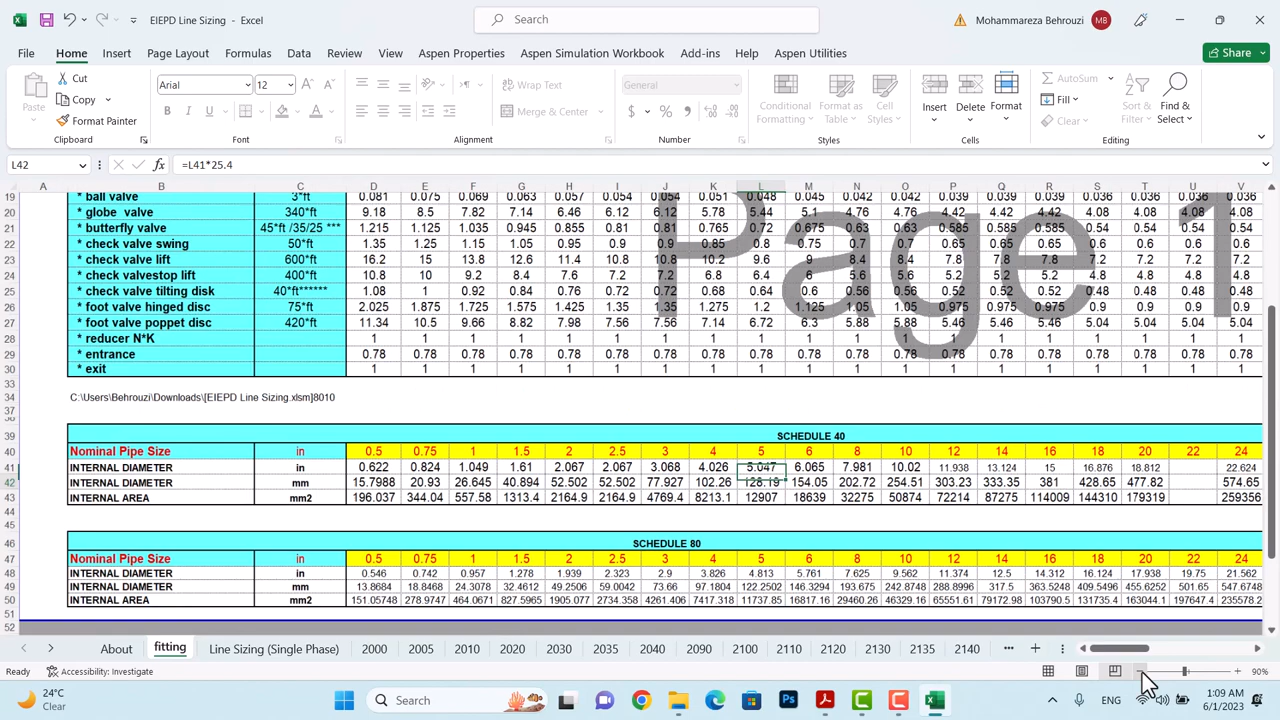 EIEPD Line Sizing - Excel
Search
Mohammareza Behrouzi MB
File Home Insert Page Layout Formulas Data Review View Aspen Properties Aspen Simulation Workbook Add-ins Help Aspen Utilities Share
Paste Cut Copy Format Painter
Arial 12
Wrap Text
Merge & Center
General
Conditional Formatting Format as Table Cell Styles
Insert Delete Format
AutoSum Fill Clear
Sort & Filter Find & Select
Clipboard Font Alignment Number Styles Cells Editing
L42 fx =L41*25.4
A B C D E F G H I J K L M N O P Q R S T U V
19 * ball valve 3*ft 0.081 0.075 0.069 0.063 0.057 0.054 0.054 0.051 0.048 0.045 0.042 0.042 0.039 0.039 0.039 0.036 0.036 0.036 0.036
20 * globe valve 340*ft 9.18 8.5 7.82 7.14 6.46 6.12 6.12 5.78 5.44 5.1 4.76 4.76 4.42 4.42 4.42 4.08 4.08 4.08 4.08
21 * butterfly valve 45*ft /35/25 *** 1.215 1.125 1.035 0.945 0.855 0.81 0.81 0.765 0.72 0.675 0.63 0.63 0.585 0.585 0.585 0.54 0.54 0.54 0.54
22 * check valve swing 50*ft 1.35 1.25 1.15 1.05 0.95 0.9 0.9 0.85 0.8 0.75 0.7 0.7 0.65 0.65 0.65 0.6 0.6 0.6 0.6
23 * check valve lift 600*ft 16.2 15 13.8 12.6 11.4 10.8 10.8 10.2 9.6 9 8.4 8.4 7.8 7.8 7.8 7.2 7.2 7.2 7.2
24 * check valvestop lift 400*ft 10.8 10 9.2 8.4 7.6 7.2 7.2 6.8 6.4 6 5.6 5.6 5.2 5.2 5.2 4.8 4.8 4.8 4.8
25 * check valve tilting disk 40*ft****** 1.08 1 0.92 0.84 0.76 0.72 0.72 0.68 0.64 0.6 0.56 0.56 0.52 0.52 0.52 0.48 0.48 0.48 0.48
26 * foot valve hinged disc 75*ft 2.025 1.875 1.725 1.575 1.425 1.35 1.35 1.275 1.2 1.125 1.05 1.05 0.975 0.975 0.975 0.9 0.9 0.9 0.9
27 * foot valve poppet disc 420*ft 11.34 10.5 9.66 8.82 7.98 7.56 7.56 7.14 6.72 6.3 5.88 5.88 5.46 5.46 5.46 5.04 5.04 5.04 5.04
28 * reducer N*K 1 1 1 1 1 1 1 1 1 1 1 1 1 1 1 1 1 1 1
29 * entrance 0.78 0.78 0.78 0.78 0.78 0.78 0.78 0.78 0.78 0.78 0.78 0.78 0.78 0.78 0.78 0.78 0.78 0.78 0.78
30 * exit 1 1 1 1 1 1 1 1 1 1 1 1 1 1 1 1 1 1 1
Page 1
33
34 C:\Users\Behrouzi\Downloads\[EIEPD Line Sizing.xlsm]8010
37
38
39 SCHEDULE 40
40 Nominal Pipe Size in 0.5 0.75 1 1.5 2 2.5 3 4 5 6 8 10 12 14 16 18 20 22 24
41 INTERNAL DIAMETER in 0.622 0.824 1.049 1.61 2.067 2.067 3.068 4.026 5.047 6.065 7.981 10.02 11.938 13.124 15 16.876 18.812 22.624
42 INTERNAL DIAMETER mm 15.7988 20.93 26.645 40.894 52.502 52.502 77.927 102.26 128.19 154.05 202.72 254.51 303.23 333.35 381 428.65 477.82 574.65
43 INTERNAL AREA mm2 196.037 344.04 557.58 1313.4 2164.9 2164.9 4769.4 8213.1 12907 18639 32275 50874 72214 87275 114009 144310 179319 259356
44
45
46 SCHEDULE 80
47 Nominal Pipe Size in 0.5 0.75 1 1.5 2 2.5 3 4 5 6 8 10 12 14 16 18 20 22 24
48 INTERNAL DIAMETER in 0.546 0.742 0.957 1.278 1.939 2.323 2.9 3.826 4.813 5.761 7.625 9.562 11.374 12.5 14.312 16.124 17.938 19.75 21.562
49 INTERNAL DIAMETER mm 13.8684 18.8468 24.3078 32.4612 49.2506 59.0042 73.66 97.1804 122.2502 146.3294 193.675 242.8748 288.8996 317.5 363.5248 409.5496 455.6252 501.65 547.6748
50 INTERNAL AREA mm2 151.05748 278.9747 464.0671 827.5965 1905.077 2734.358 4261.406 7417.318 11737.85 16817.16 29460.26 46329.16 65551.61 79172.98 103790.5 131735.4 163044.1 197647.4 235578.2
51
52
About fitting Line Sizing (Single Phase) 2000 2005 2010 2020 2030 2035 2040 2090 2100 2110 2120 2130 2135 2140
Ready Accessibility: Investigate 90%
24°C
Clear
Search
Ps
ENG
1:09 AM
6/1/2023